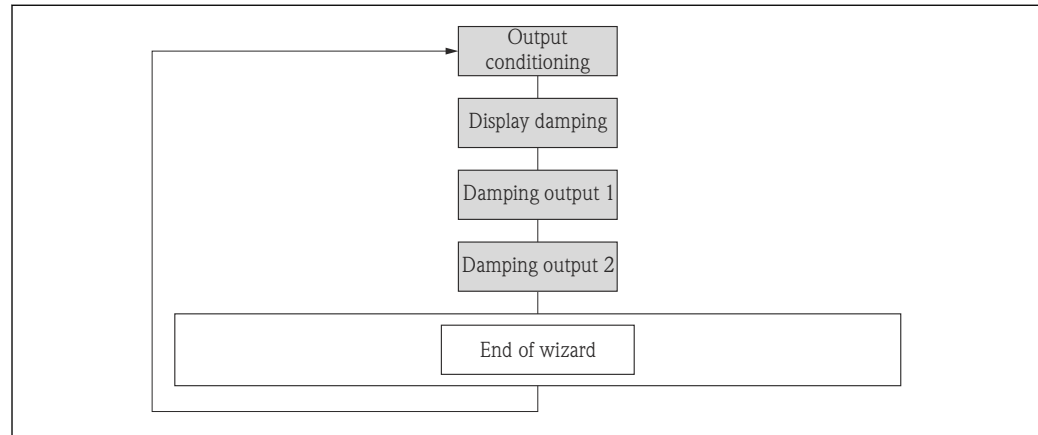 Output
conditioning
Display damping
Damping output 1
Damping output 2
End of wizard